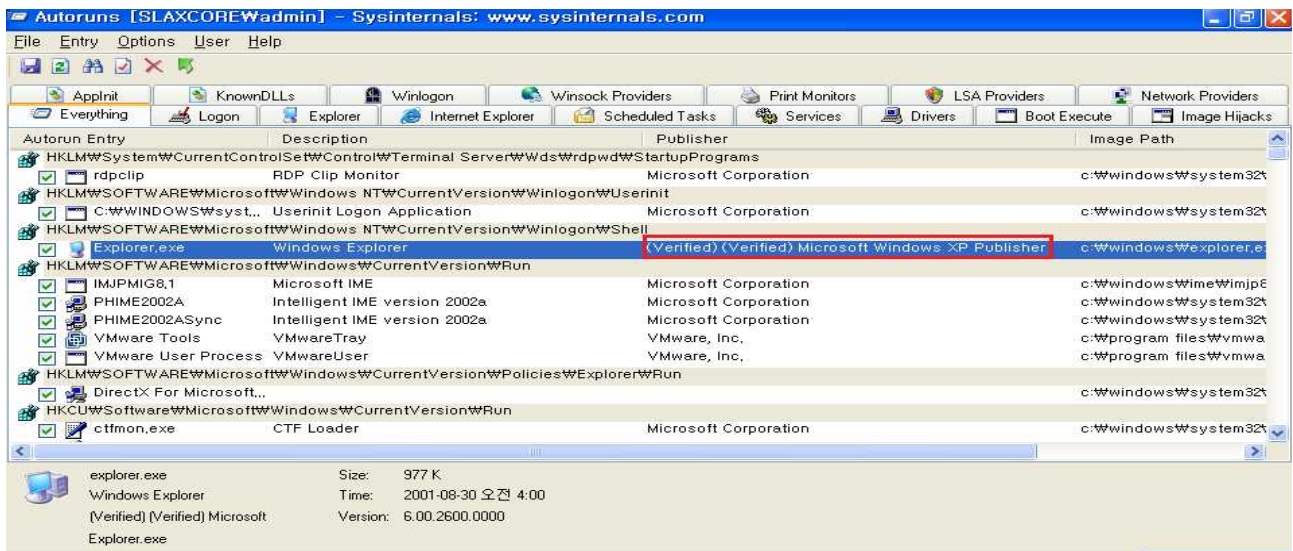 Autoruns [SLAXCORE₩admin] - Sysinternals: www.sysinternals.com
File Entry Options User Help
AppInit KnownDLLs Winlogon Winsock Providers Print Monitors LSA Providers Network Providers
Everything Logon Explorer Internet Explorer Scheduled Tasks Services Drivers Boot Execute Image Hijacks
Autorun Entry Description Publisher Image Path
HKLM₩System₩CurrentControlSet₩Control₩Terminal Server₩Wds₩rdpwd₩StartupPrograms
rdpclip RDP Clip Monitor Microsoft Corporation c:₩windows₩system32₩
HKLM₩SOFTWARE₩Microsoft₩Windows NT₩CurrentVersion₩Winlogon₩Userinit
C:₩WINDOWS₩syst... Userinit Logon Application Microsoft Corporation c:₩windows₩system32₩
HKLM₩SOFTWARE₩Microsoft₩Windows NT₩CurrentVersion₩Winlogon₩Shell
Explorer.exe Windows Explorer (Verified) (Verified) Microsoft Windows XP Publisher c:₩windows₩explorer.e
HKLM₩SOFTWARE₩Microsoft₩Windows₩CurrentVersion₩Run
IMJPMIG8.1 Microsoft IME Microsoft Corporation c:₩windows₩ime₩imjp8
PHIME2002A Intelligent IME version 2002a Microsoft Corporation c:₩windows₩system32₩
PHIME2002ASync Intelligent IME version 2002a Microsoft Corporation c:₩windows₩system32₩
VMware Tools VMwareTray VMware, Inc. c:₩program files₩vmwa
VMware User Process VMwareUser VMware, Inc. c:₩program files₩vmwa
HKLM₩SOFTWARE₩Microsoft₩Windows₩CurrentVersion₩Policies₩Explorer₩Run
DirectX For Microsoft... c:₩windows₩system32₩
HKCU₩Software₩Microsoft₩Windows₩CurrentVersion₩Run
ctfmon.exe CTF Loader Microsoft Corporation c:₩windows₩system32₩
explorer.exe Size: 977 K
Windows Explorer Time: 2001-08-30 오전 4:00
(Verified) (Verified) Microsoft Version: 6.00.2600.0000
Explorer.exe